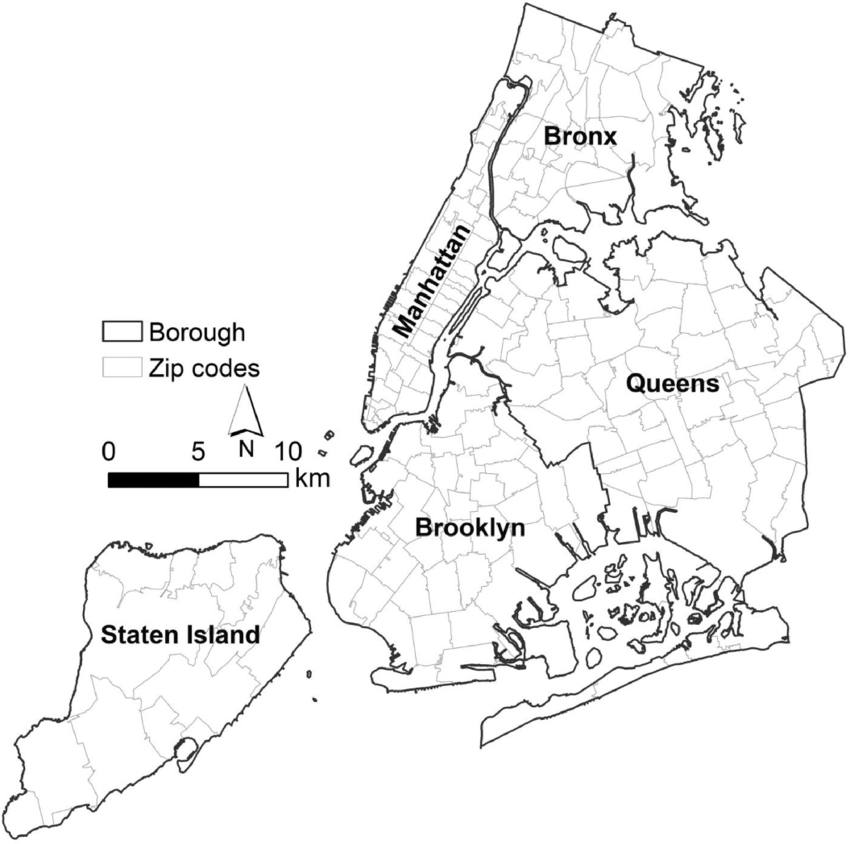 Bronx
Manhattan
Borough
Zip codes
Queens
N
0 5 10
km
Brooklyn
Staten Island